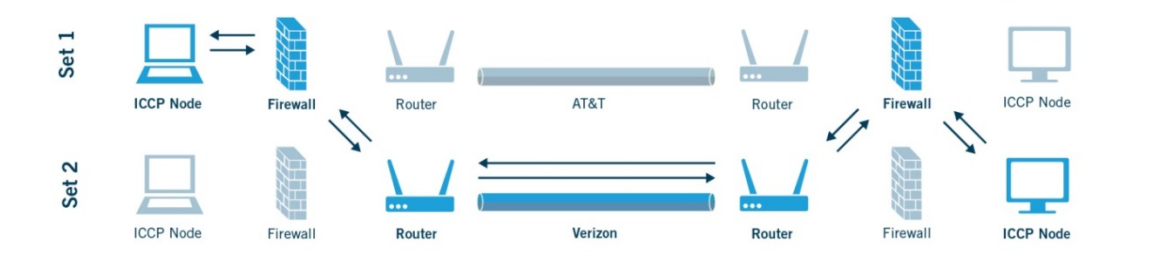 Set 1
ICCP Node
Firewall
Router
AT&T
Router
Firewall
ICCP Node
Set 2
ICCP Node
Firewall
Router
Verizon
Router
Firewall
ICCP Node